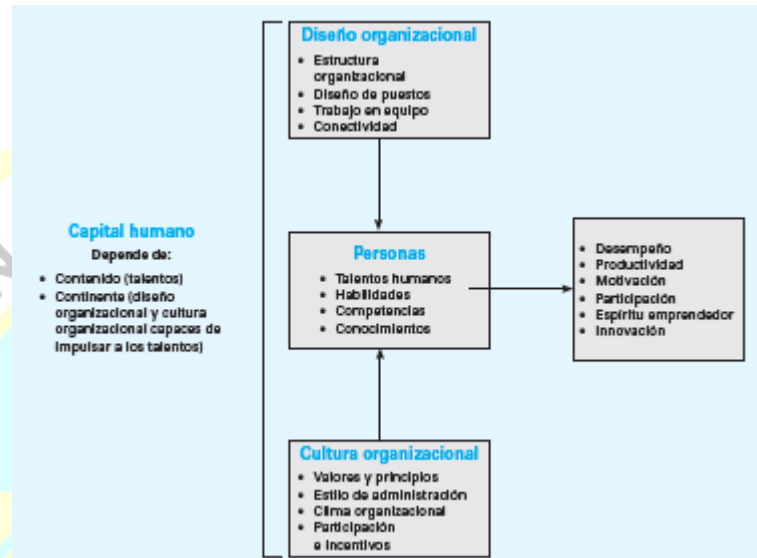 Diseño organizacional
• Estructura
organizacional
• Diseño de puestos
• Trabajo en equipo
• Conectividad
Capital humano
Depende de:
• Contenido (talentos)
• Continente (diseño
organizacional y cultura
organizacional capaces de
impulsar a los talentos)
Personas
• Talentos humanos
• Habilidades
• Competencias
• Conocimientos
• Desempeño
• Productividad
• Motivación
• Participación
• Espíritu emprendedor
• Innovación
Cultura organizacional
• Valores y principios
• Estilo de administración
• Clima organizacional
• Participación
e incentivos